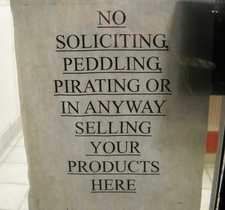 NO
SOLICITING,
PEDDLING,
PIRATING OR
IN ANYWAY
SELLING
YOUR
PRODUCTS
HERE